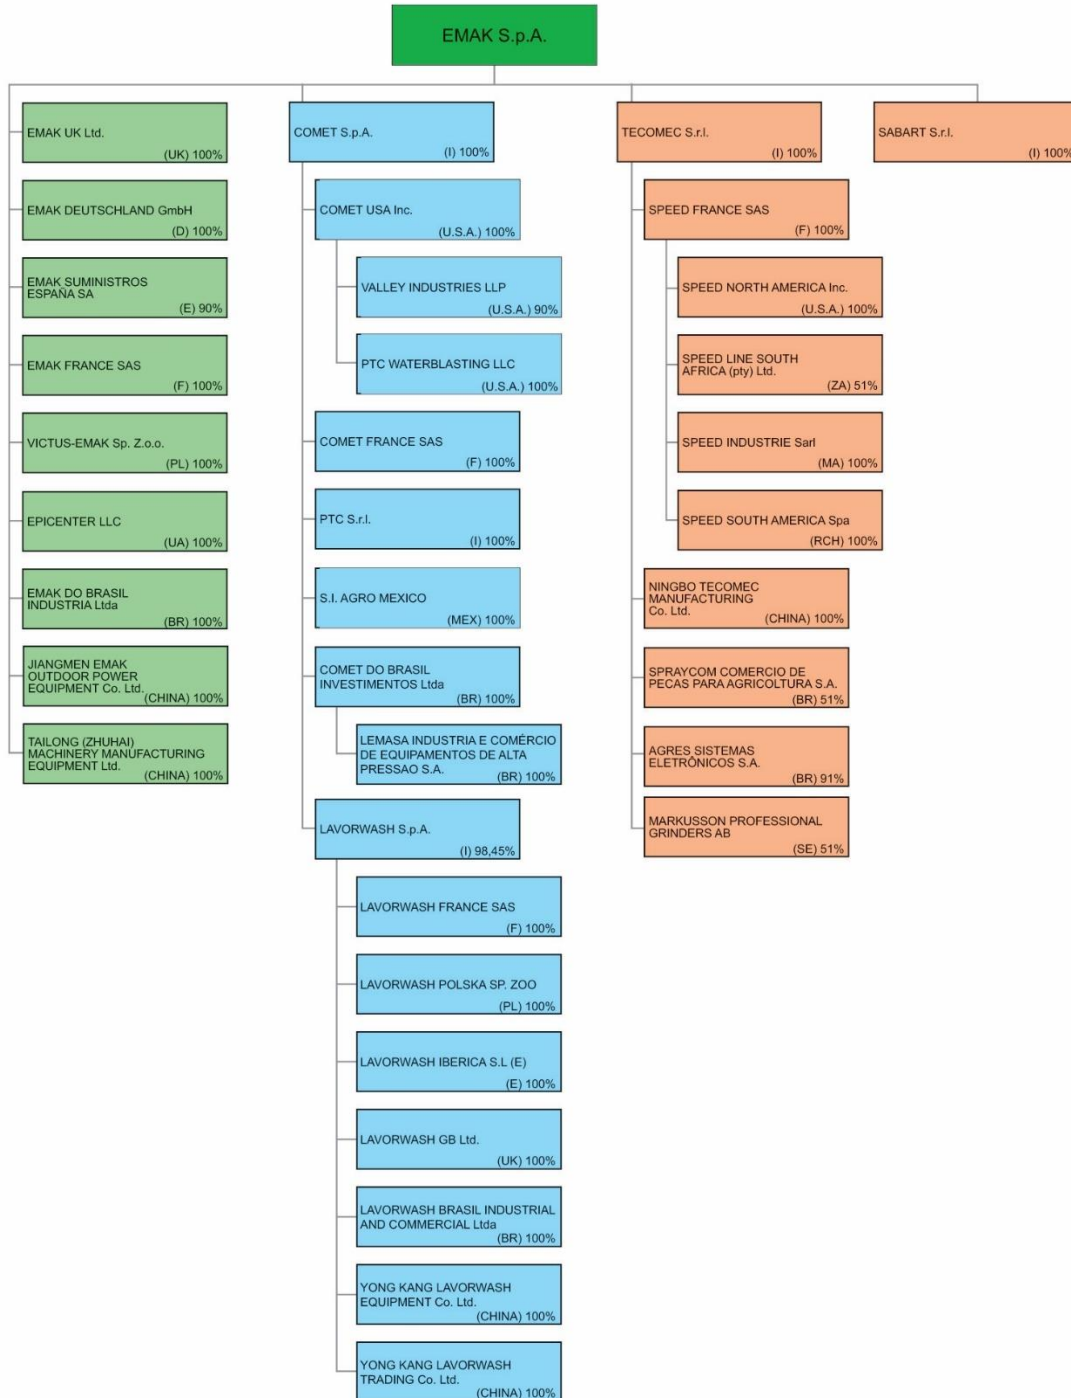 EMAK S.p.A.
EMAK UK Ltd.
(UK) 100%
EMAK DEUTSCHLAND GmbH
(D) 100%
EMAK SUMINISTROS
ESPAÑA SA
(E) 90%
EMAK FRANCE SAS
(F) 100%
VICTUS-EMAK Sp. Z.o.o.
(PL) 100%
EPICENTER LLC
(UA) 100%
EMAK DO BRASIL
INDUSTRIA Ltda
(BR) 100%
JIANGMEN EMAK
OUTDOOR POWER
EQUIPMENT Co. Ltd.
(CHINA) 100%
TAILONG (ZHUHAI)
MACHINERY MANUFACTURING
EQUIPMENT Ltd.
(CHINA) 100%
COMET S.p.A.
(I) 100%
COMET USA Inc.
(U.S.A.) 100%
VALLEY INDUSTRIES LLP
(U.S.A.) 90%
PTC WATERBLASTING LLC
(U.S.A.) 100%
COMET FRANCE SAS
(F) 100%
PTC S.r.l.
(I) 100%
S.I. AGRO MEXICO
(MEX) 100%
COMET DO BRASIL
INVESTIMENTOS Ltda
(BR) 100%
LEMASA INDUSTRIA E COMÉRCIO
DE EQUIPAMENTOS DE ALTA
PRESSAO S.A.
(BR) 100%
LAVORWASH S.p.A.
(I) 98,45%
LAVORWASH FRANCE SAS
(F) 100%
LAVORWASH POLSKA SP. ZOO
(PL) 100%
LAVORWASH IBERICA S.L (E)
(E) 100%
LAVORWASH GB Ltd.
(UK) 100%
LAVORWASH BRASIL INDUSTRIAL
AND COMMERCIAL Ltda
(BR) 100%
YONG KANG LAVORWASH
EQUIPMENT Co. Ltd.
(CHINA) 100%
YONG KANG LAVORWASH
TRADING Co. Ltd.
(CHINA) 100%
TECOMEC S.r.l.
(I) 100%
SPEED FRANCE SAS
(F) 100%
SPEED NORTH AMERICA Inc.
(U.S.A.) 100%
SPEED LINE SOUTH
AFRICA (pty) Ltd.
(ZA) 51%
SPEED INDUSTRIE Sarl
(MA) 100%
SPEED SOUTH AMERICA Spa
(RCH) 100%
NINGBO TECOMEC
MANUFACTURING
Co. Ltd.
(CHINA) 100%
SPRAYCOM COMERCIO DE
PECAS PARA AGRICOLTURA S.A.
(BR) 51%
AGRES SISTEMAS
ELETRÔNICOS S.A.
(BR) 91%
MARKUSSON PROFESSIONAL
GRINDERS AB
(SE) 51%
SABART S.r.l.
(I) 100%